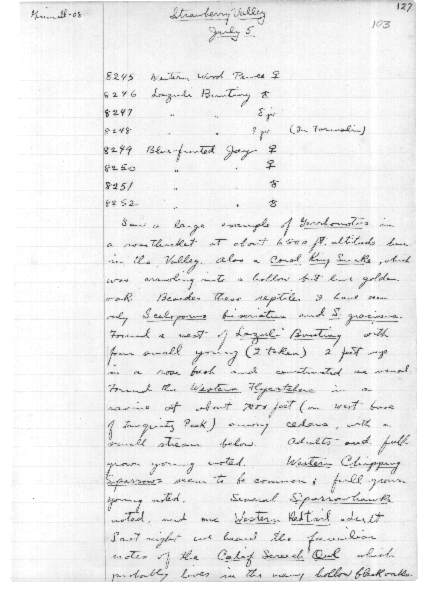 Grinnell-08
Strawberry Valley
127
July 5.
103
8245 Western Wood Pewee ♀
8246 Lazuli Bunting ♂
8247 " " jr
8248 " " ? jr (In Formalin)
8249 Blue-fronted Jay ♀
8250 " " ♀
8251 " " ♂
8252 " " ♂
Saw a large example of Gerrhonotus in
a rose thicket at about 6500 ft. altitude here
in the Valley. Also a Coral King Snake, which
was crawling into a hollow but live golden
oak. Besides these reptiles I have seen
only Sceloporus biseriatus and S. graciosus.
Found a nest of Lazuli Bunting with
four small young (2 taken) 2 feet up
in a rose bush and constructed as usual.
Found the Western Flycatcher in a
ravine at about 7000 feet (on west base
of Tahquitz Peak) among cedars, with a
small stream below. Adults and full-
grown young noted. Western Chipping
Sparrows seem to be common; full grown
young noted. Several Sparrowhawks
noted, and one Western Redtail adult.
Last night we heard the familiar
notes of the Calif Screech Owl which
probably lives in the many hollow black oaks.